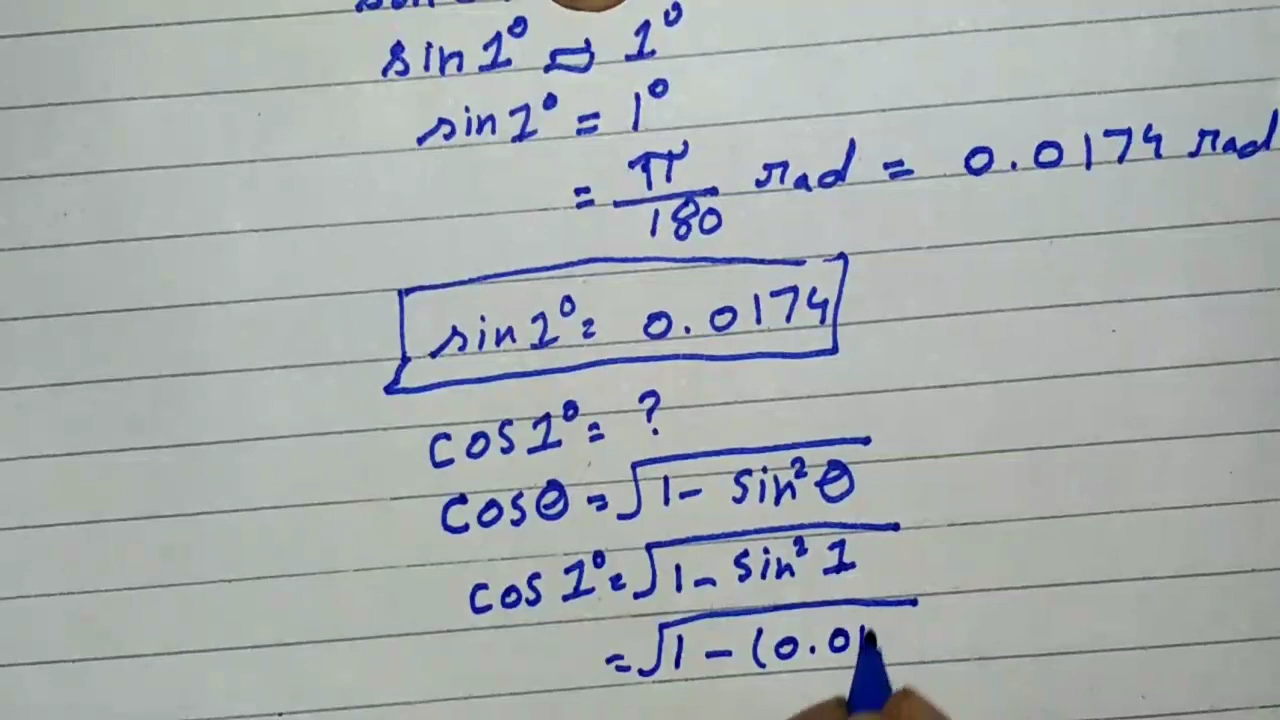 sin 1° ≈ 1°
sin 1° = 1°
= π/180 rad = 0.0174 rad
sin 1° = 0.0174
cos 1° = ?
cosθ = √1 - sin²θ
cos 1° = √1 - sin² 1
= √1 - (0.01